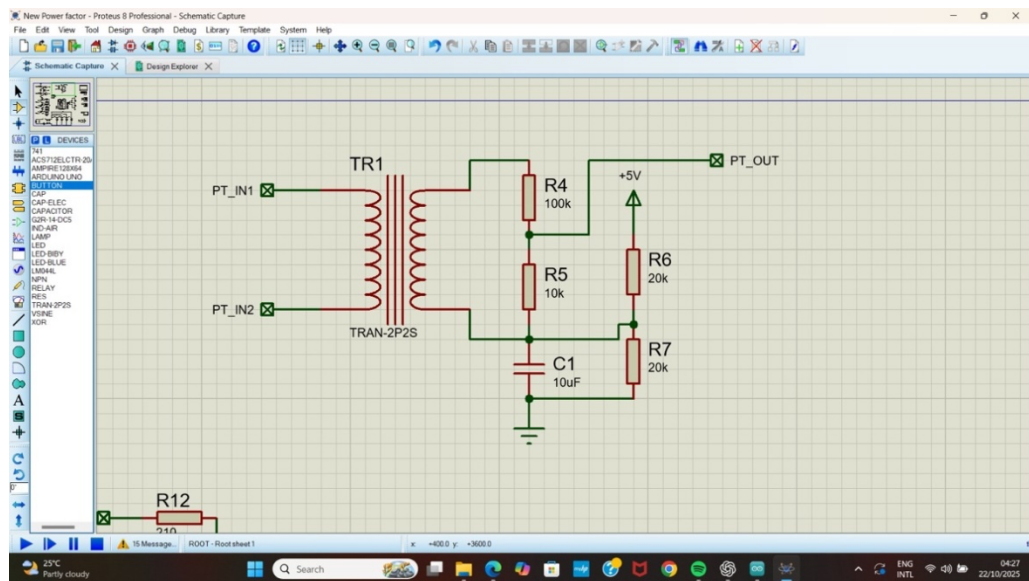 New Power factor - Proteus 8 Professional - Schematic Capture
File Edit View Tool Design Graph Debug Library Template System Help
Schematic Capture
Design Explorer
P L DEVICES
741
ACS712ELCTR-20
AMPIRE128X64
ARDUINO UNO
BUTTON
CAP
CAP-ELEC
CAPACITOR
G2R-14-DC5
IND-AIR
LAMP
LED
LED-BIBY
LED-BLUE
LM044L
NPN
RELAY
RES
TRAN-2P2S
VSINE
XOR
TR1
PT_IN1
PT_IN2
TRAN-2P2S
R4
100k
R5
10k
C1
10uF
PT_OUT
+5V
R6
20k
R7
20k
R12
210
15 Message...
ROOT - Root sheet 1
x: -400.0 y: +3600.0
25°C
Partly cloudy
Search
ENG
INTL
04:27
22/10/2025